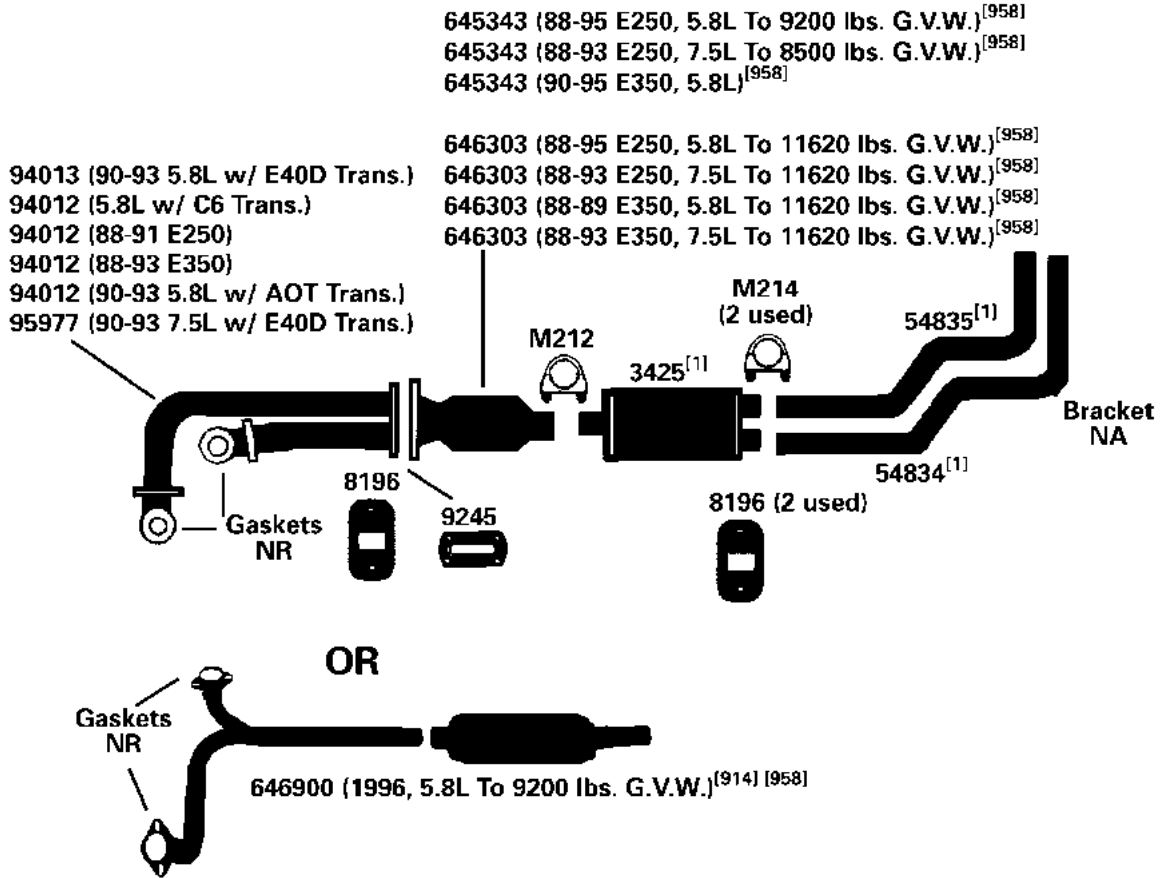 645343 (88-95 E250, 5.8L To 9200 lbs. G.V.W.)[958]
645343 (88-93 E250, 7.5L To 8500 lbs. G.V.W.)[958]
645343 (90-95 E350, 5.8L)[958]
646303 (88-95 E250, 5.8L To 11620 lbs. G.V.W.)[958]
646303 (88-93 E250, 7.5L To 11620 lbs. G.V.W.)[958]
646303 (88-89 E350, 5.8L To 11620 lbs. G.V.W.)[958]
646303 (88-93 E350, 7.5L To 11620 lbs. G.V.W.)[958]
94013 (90-93 5.8L w/ E40D Trans.)
94012 (5.8L w/ C6 Trans.)
94012 (88-91 E250)
94012 (88-93 E350)
94012 (90-93 5.8L w/ AOT Trans.)
95977 (90-93 7.5L w/ E40D Trans.)
M212
3425[1]
M214
(2 used)
54835[1]
Bracket
NA
54834[1]
8196
9245
8196 (2 used)
Gaskets
NR
OR
Gaskets
NR
646900 (1996, 5.8L To 9200 lbs. G.V.W.)[914] [958]